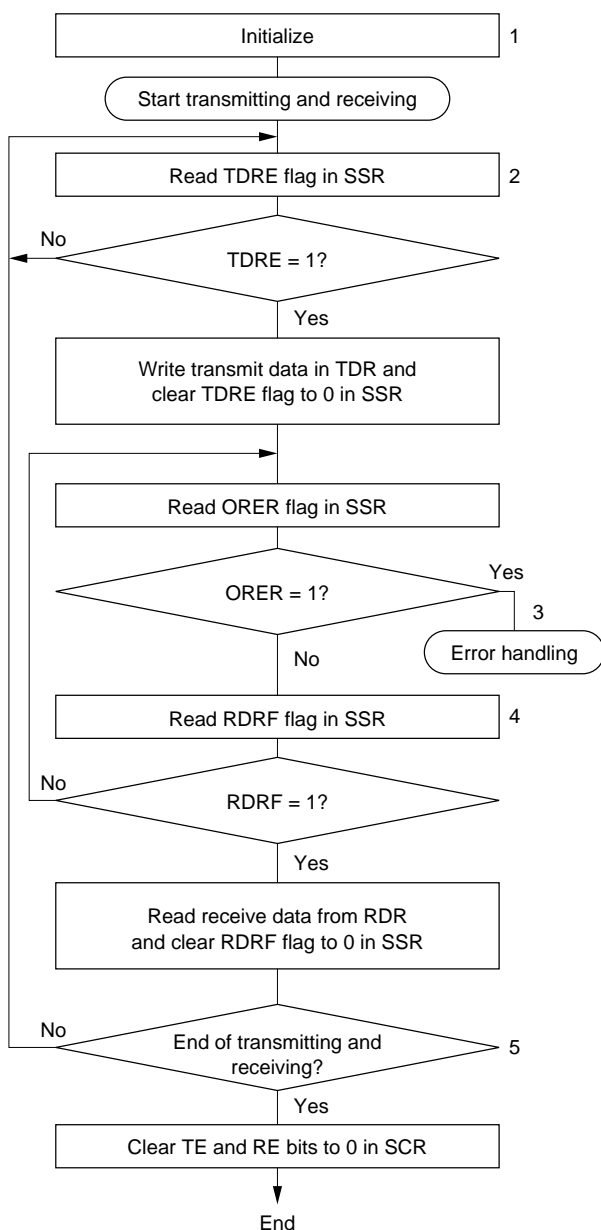 Initialize
1
Start transmitting and receiving
Read TDRE flag in SSR
2
No
TDRE = 1?
Yes
Write transmit data in TDR and
clear TDRE flag to 0 in SSR
Read ORER flag in SSR
Yes
ORER = 1?
3
Error handling
No
Read RDRF flag in SSR
4
No
RDRF = 1?
Yes
Read receive data from RDR
and clear RDRF flag to 0 in SSR
No
End of transmitting and
receiving?
5
Yes
Clear TE and RE bits to 0 in SCR
End